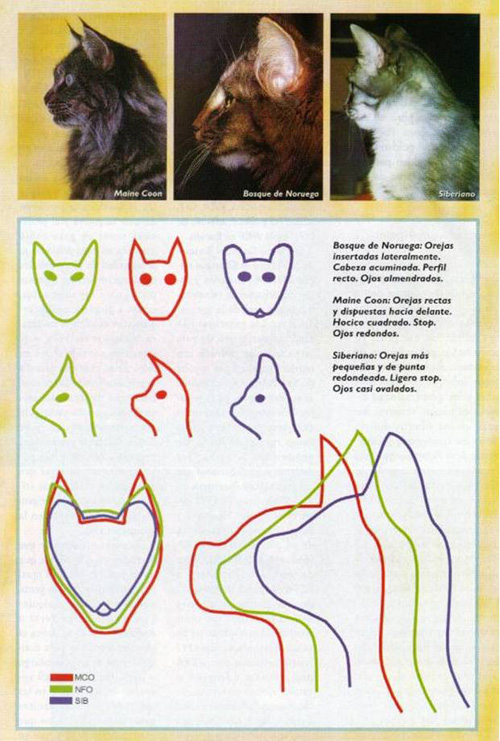 Maine Coon
Bosque de Noruega
Siberiano
Bosque de Noruega: Orejas
insertadas lateralmente.
Cabeza acuminada. Perfil
recto. Ojos almendrados.
Maine Coon: Orejas rectas
y dispuestas hacia delante.
Hocico cuadrado. Stop.
Ojos redondos.
Siberiano: Orejas más
pequeñas y de punta
redondeada. Ligero stop.
Ojos casi ovalados.
MCO
NFO
SIB